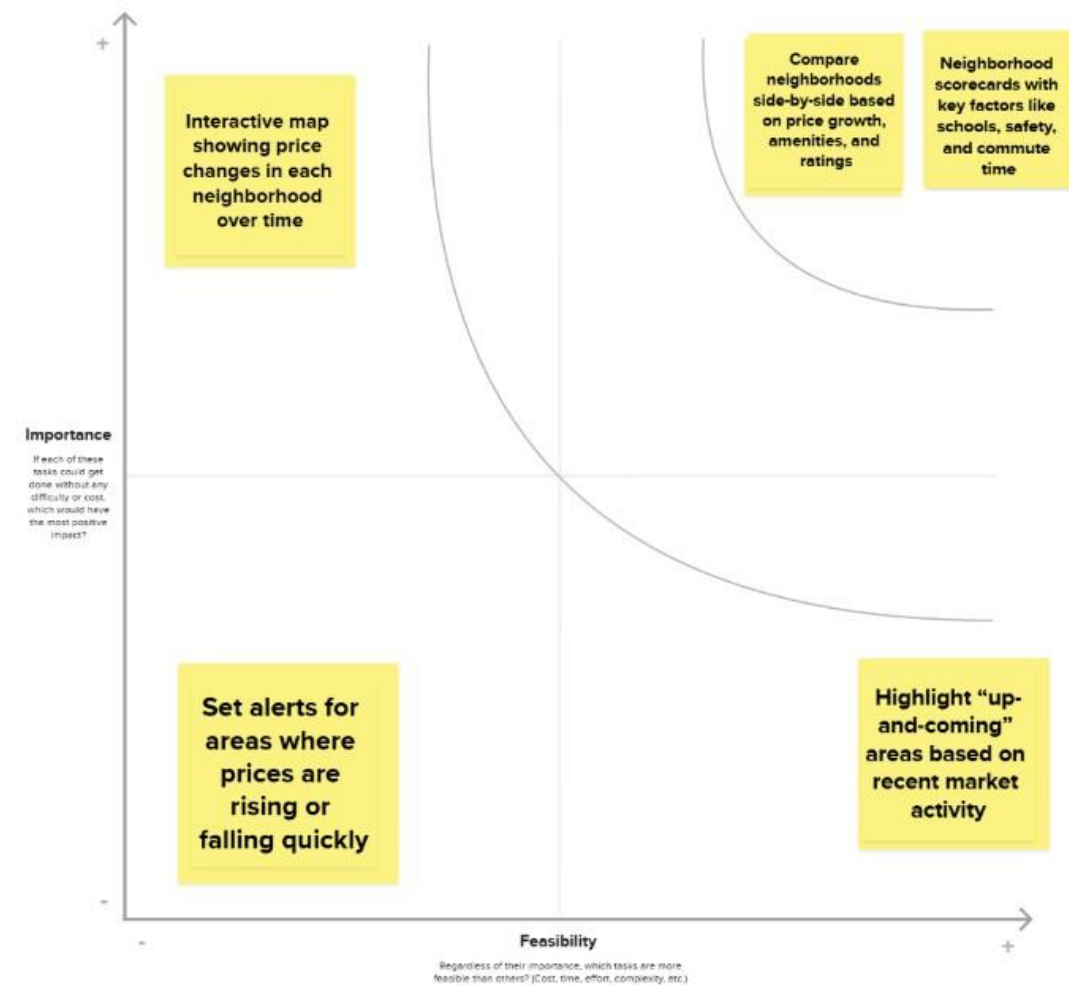 +
Interactive map
showing price
changes in each
neighborhood
over time
Compare
neighborhoods
side-by-side based
on price growth,
amenities, and
ratings
Neighborhood
scorecards with
key factors like
schools, safety,
and commute
time
Importance
If each of these
tasks could get
done without any
difficulty or cost,
which would have
the most positive
impact?
Set alerts for
areas where
prices are
rising or
falling quickly
Highlight “up-
and-coming”
areas based on
recent market
activity
-
-
Feasibility
+
Regardless of their importance, which tasks are more
feasible than others? (Cost, time, effort, complexity, etc.)